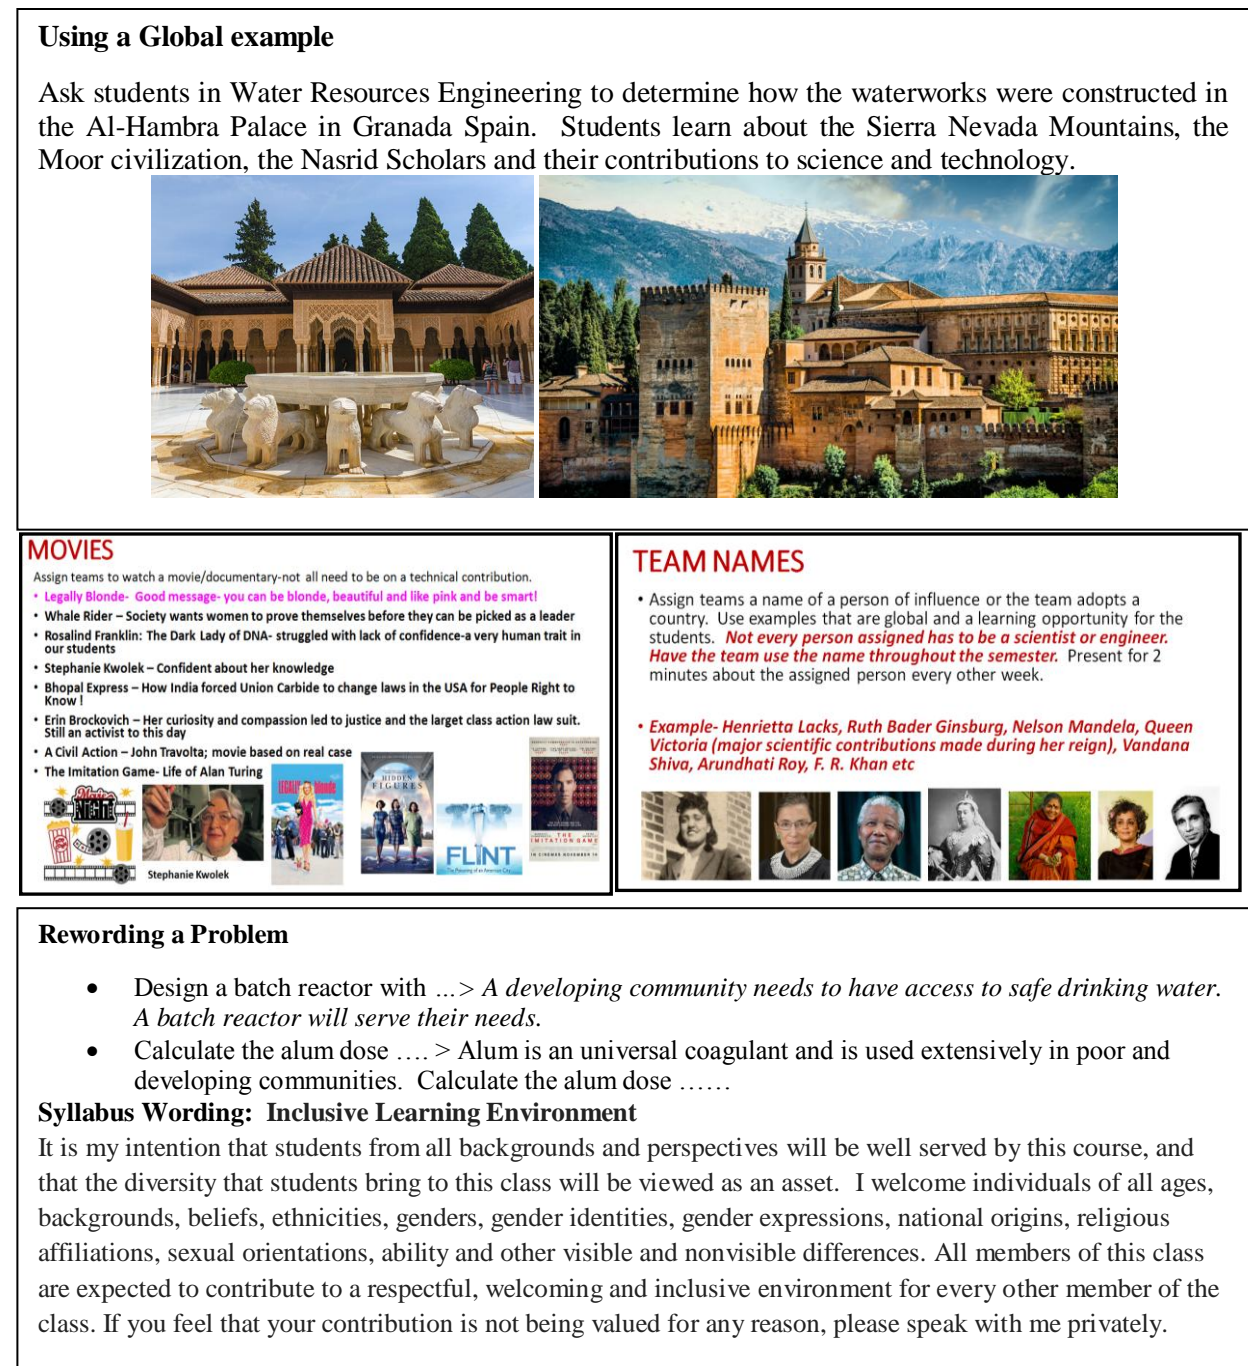 Using a Global example
Ask students in Water Resources Engineering to determine how the waterworks were constructed in
the Al-Hambra Palace in Granada Spain.  Students learn about the Sierra Nevada Mountains, the
Moor civilization, the Nasrid Scholars and their contributions to science and technology.
MOVIES
Assign teams to watch a movie/documentary-not all need to be on a technical contribution.
• Legally Blonde- Good message- you can be blonde, beautiful and like pink and be smart!
• Whale Rider – Society wants women to prove themselves before they can be picked as a leader
• Rosalind Franklin: The Dark Lady of DNA- struggled with lack of confidence-a very human trait in
our students
• Stephanie Kwolek – Confident about her knowledge
• Bhopal Express – How India forced Union Carbide to change laws in the USA for People Right to
Know !
• Erin Brockovich – Her curiosity and compassion led to justice and the larget class action law suit.
Still an activist to this day
• A Civil Action – John Travolta; movie based on real case
• The Imitation Game- Life of Alan Turing
Movie
NIGHT
Stephanie Kwolek
LEGALLY blonde
HIDDEN
FIGURES
FLINT
THE
IMITATION GAME
TEAM NAMES
• Assign teams a name of a person of influence or the team adopts a
country.  Use examples that are global and a learning opportunity for the
students.  Not every person assigned has to be a scientist or engineer.
Have the team use the name throughout the semester.  Present for 2
minutes about the assigned person every other week.
• Example- Henrietta Lacks, Ruth Bader Ginsburg, Nelson Mandela, Queen
Victoria (major scientific contributions made during her reign), Vandana
Shiva, Arundhati Roy, F. R. Khan etc
Rewording a Problem
• Design a batch reactor with …> A developing community needs to have access to safe drinking water.
A batch reactor will serve their needs.
• Calculate the alum dose …. > Alum is an universal coagulant and is used extensively in poor and
developing communities.  Calculate the alum dose ……
Syllabus Wording:  Inclusive Learning Environment
It is my intention that students from all backgrounds and perspectives will be well served by this course, and
that the diversity that students bring to this class will be viewed as an asset.  I welcome individuals of all ages,
backgrounds, beliefs, ethnicities, genders, gender identities, gender expressions, national origins, religious
affiliations, sexual orientations, ability and other visible and nonvisible differences. All members of this class
are expected to contribute to a respectful, welcoming and inclusive environment for every other member of the
class. If you feel that your contribution is not being valued for any reason, please speak with me privately.